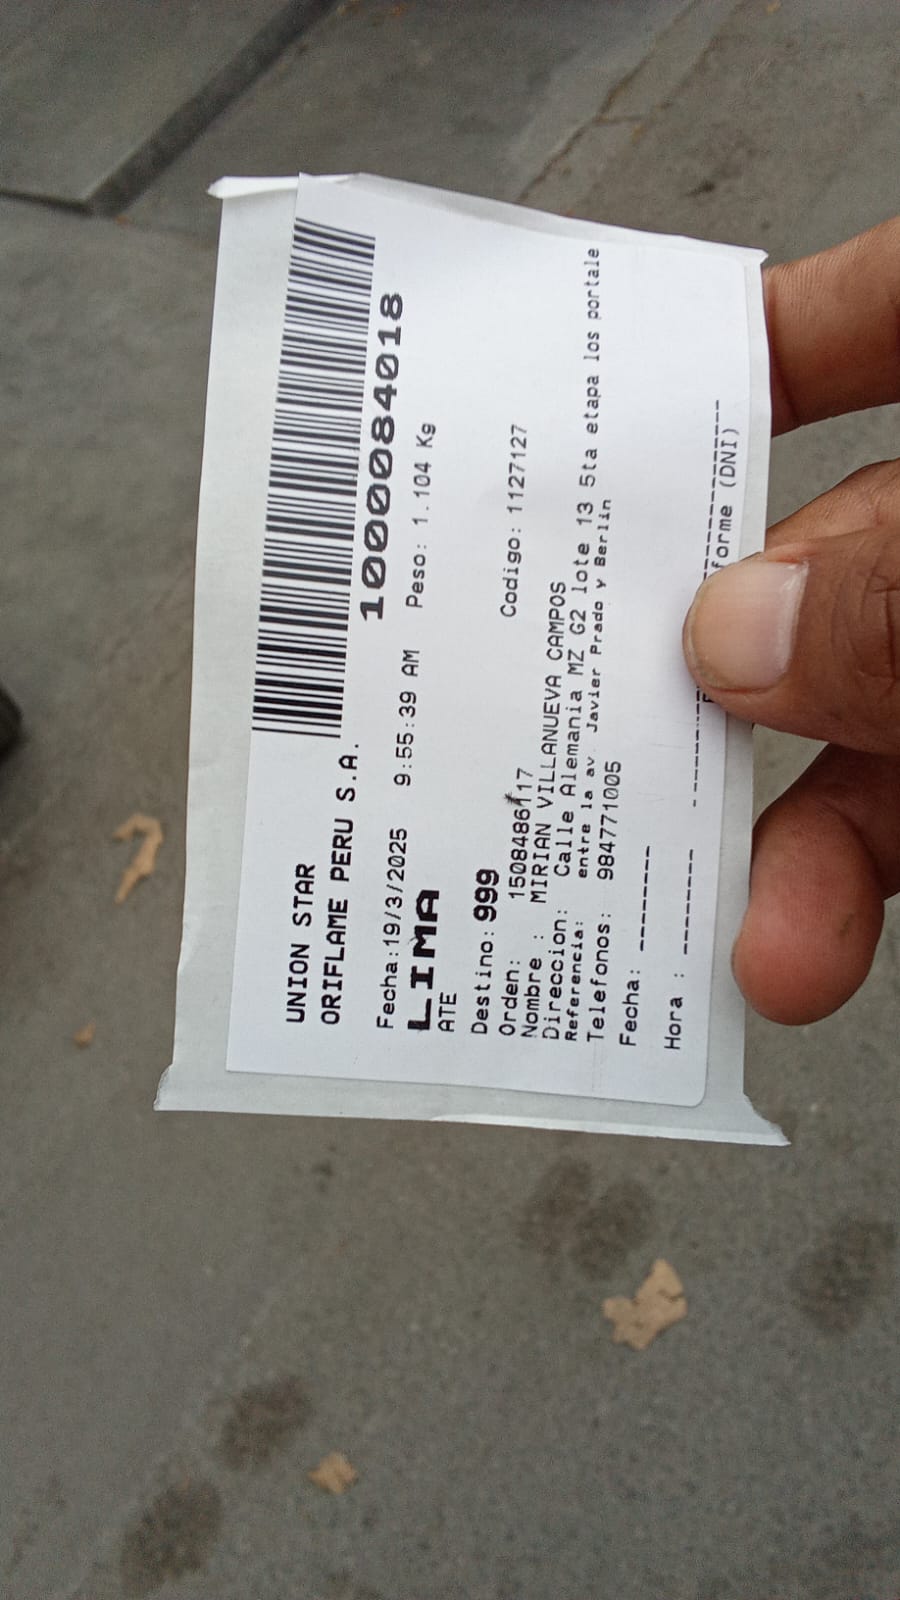 UNION STAR
ORIFLAME PERU S.A.
10000084018
Fecha:19/3/2025 9:55:39 AM Peso: 1.104 Kg
LIMA
ATE
Destino: 999
Orden: 1508486117 Codigo: 1127127
Nombre : MIRIAN VILLANUEVA CAMPOS
Direccion: Calle Alemania MZ G2 lote 13 5ta etapa los portale
Referencia: entre la av. Javier Prado y Berlin
Telefonos: 984771005
Fecha: --------
Hora : --------
forme (DNI)